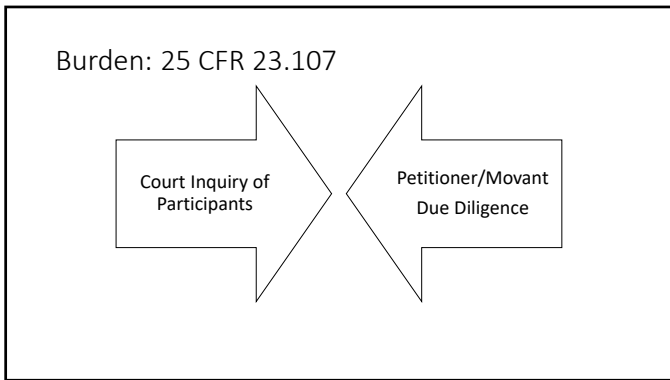 Burden: 25 CFR 23.107
Court Inquiry of
Participants
Petitioner/Movant
Due Diligence